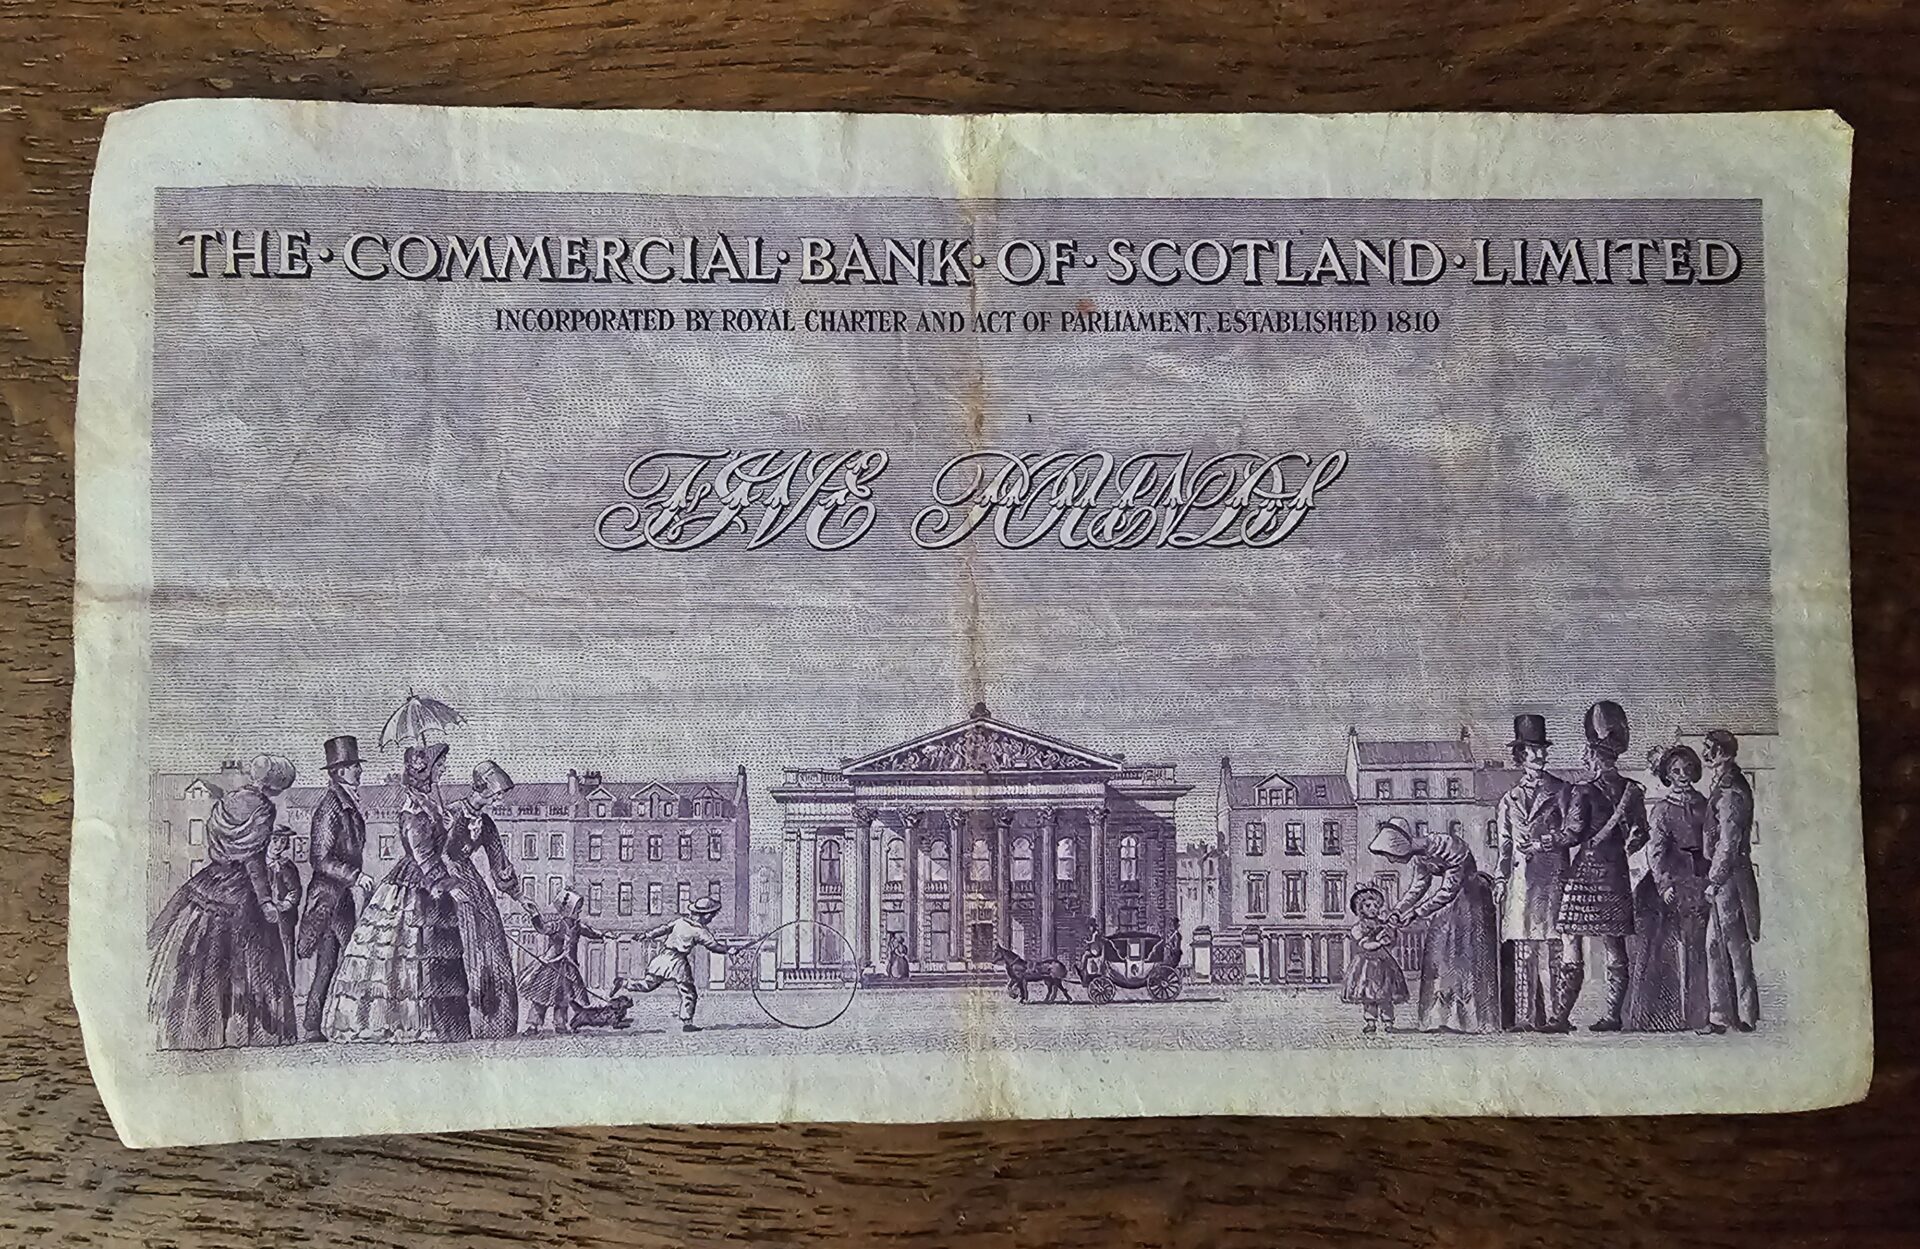 THE·COMMERCIAL·BANK·OF·SCOTLAND·LIMITED
INCORPORATED BY ROYAL CHARTER AND ACT OF PARLIAMENT, ESTABLISHED 1810
FIVE POUNDS